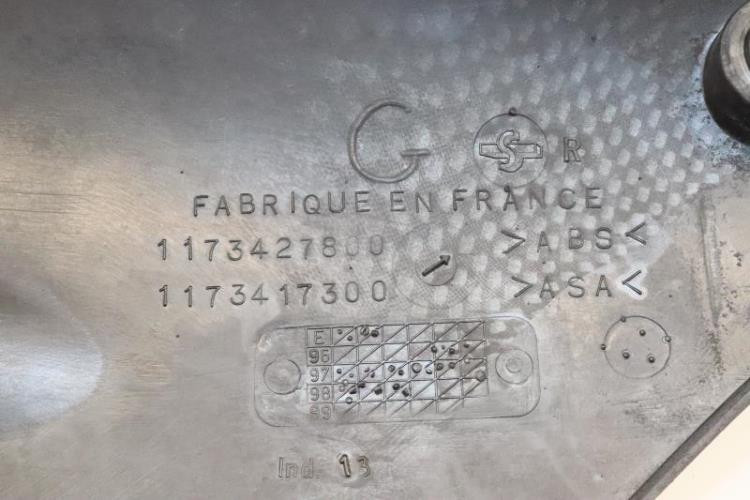 G S R
FABRIQUE EN FRANCE
1173427800 >ABS<
1173417300 >ASA<
E
96
97
98
99
Ind. 13